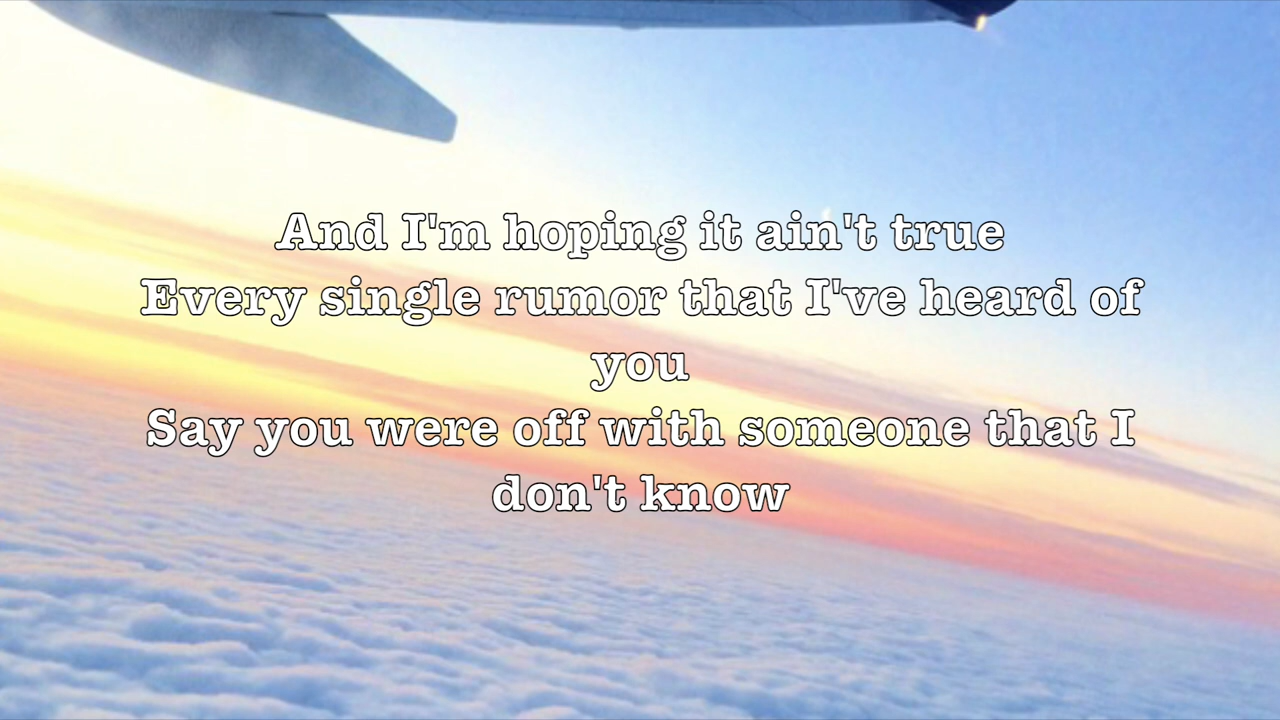 And I'm hoping it ain't true
Every single rumor that I've heard of
you
Say you were off with someone that I
don't know